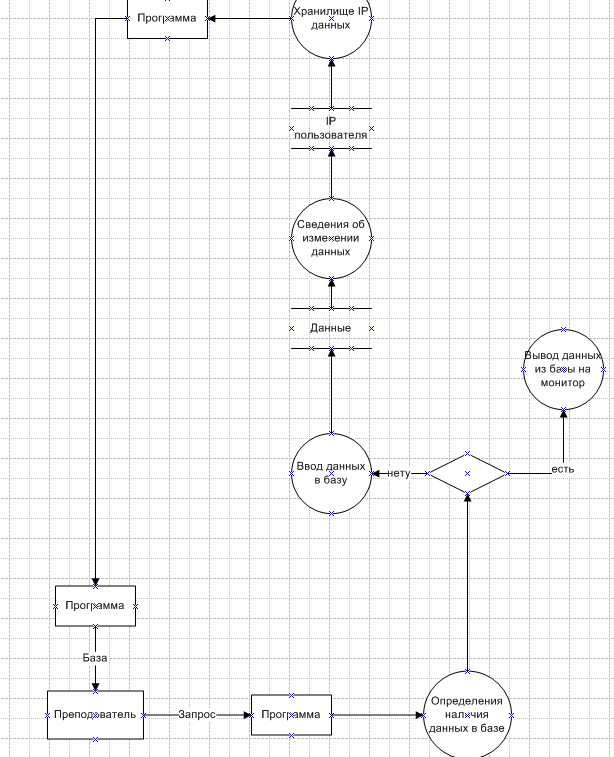 Программа
Хранилище IP
данных
IP
пользователя
Сведения об
изменении
данных
Данные
Вывод данных
из базы на
монитор
Ввод данных
в базу
нету
есть
Программа
База
Преподователь
Запрос
Программа
Определения
наличия
данных в базе